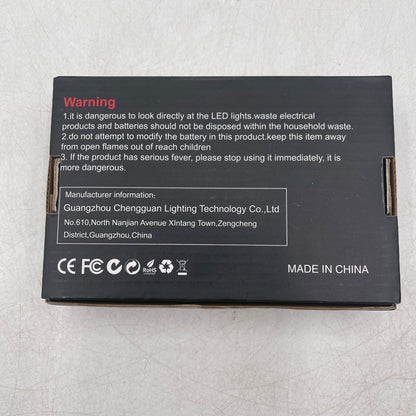 Warning
1.it is dangerous to look directly at the LED lights.waste electrical
products and batteries should not be disposed within the household waste.
2.do not attempt to modify the battery in this product.keep this item away
from open flames out of reach children
3. If the product has serious fever, please stop using it immediately, it is
more dangerous.
Manufacturer information:
Guangzhou Chengguan Lighting Technology Co.,Ltd
No.610,North Nanjian Avenue XIntang Town,Zengcheng
District,Guangzhou,China
CE FC RoHS
MADE IN CHINA